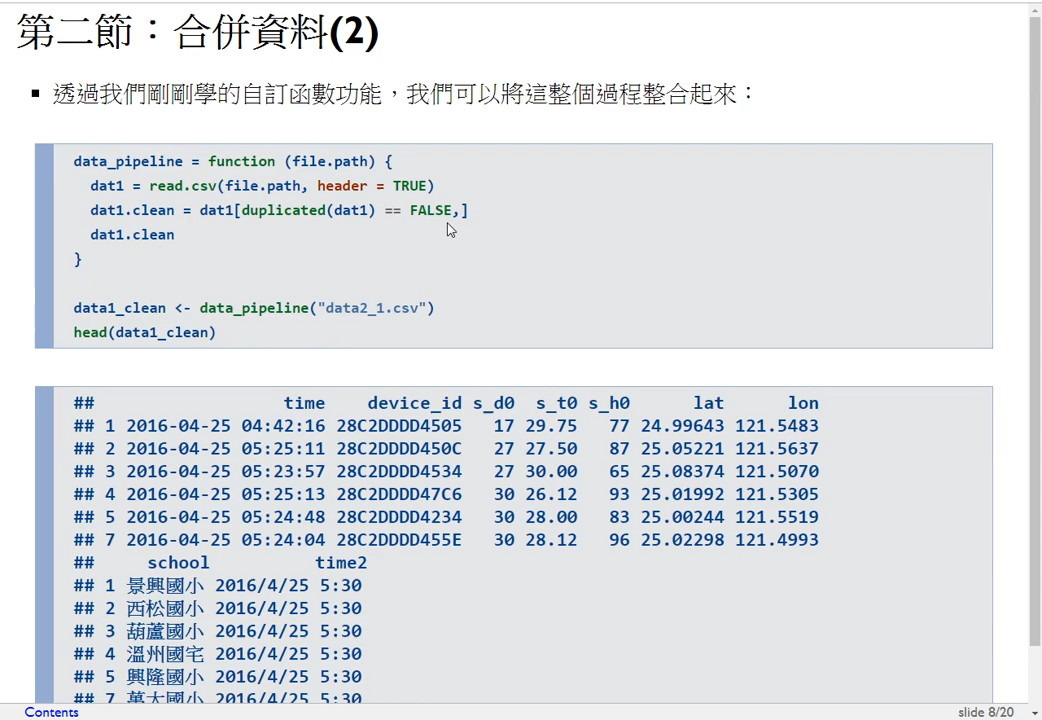 第二節：合併資料(2)
▪ 透過我們剛剛學的自訂函數功能，我們可以將這整個過程整合起來：
data_pipeline = function (file.path) {
dat1 = read.csv(file.path, header = TRUE)
dat1.clean = dat1[duplicated(dat1) == FALSE,]
dat1.clean
}
data1_clean <- data_pipeline("data2_1.csv")
head(data1_clean)
## time device_id s_d0 s_t0 s_h0 lat lon
## 1 2016-04-25 04:42:16 28C2DDDD4505 17 29.75 77 24.99643 121.5483
## 2 2016-04-25 05:25:11 28C2DDDD450C 27 27.50 87 25.05221 121.5637
## 3 2016-04-25 05:23:57 28C2DDDD4534 27 30.00 65 25.08374 121.5070
## 4 2016-04-25 05:25:13 28C2DDDD47C6 30 26.12 93 25.01992 121.5305
## 5 2016-04-25 05:24:48 28C2DDDD4234 30 28.00 83 25.00244 121.5519
## 7 2016-04-25 05:24:04 28C2DDDD455E 30 28.12 96 25.02298 121.4993
## school time2
## 1 景興國小 2016/4/25 5:30
## 2 西松國小 2016/4/25 5:30
## 3 葫蘆國小 2016/4/25 5:30
## 4 溫州國宅 2016/4/25 5:30
## 5 興隆國小 2016/4/25 5:30
## 7 萬大國小 2016/4/25 5:30
Contents slide 8/20